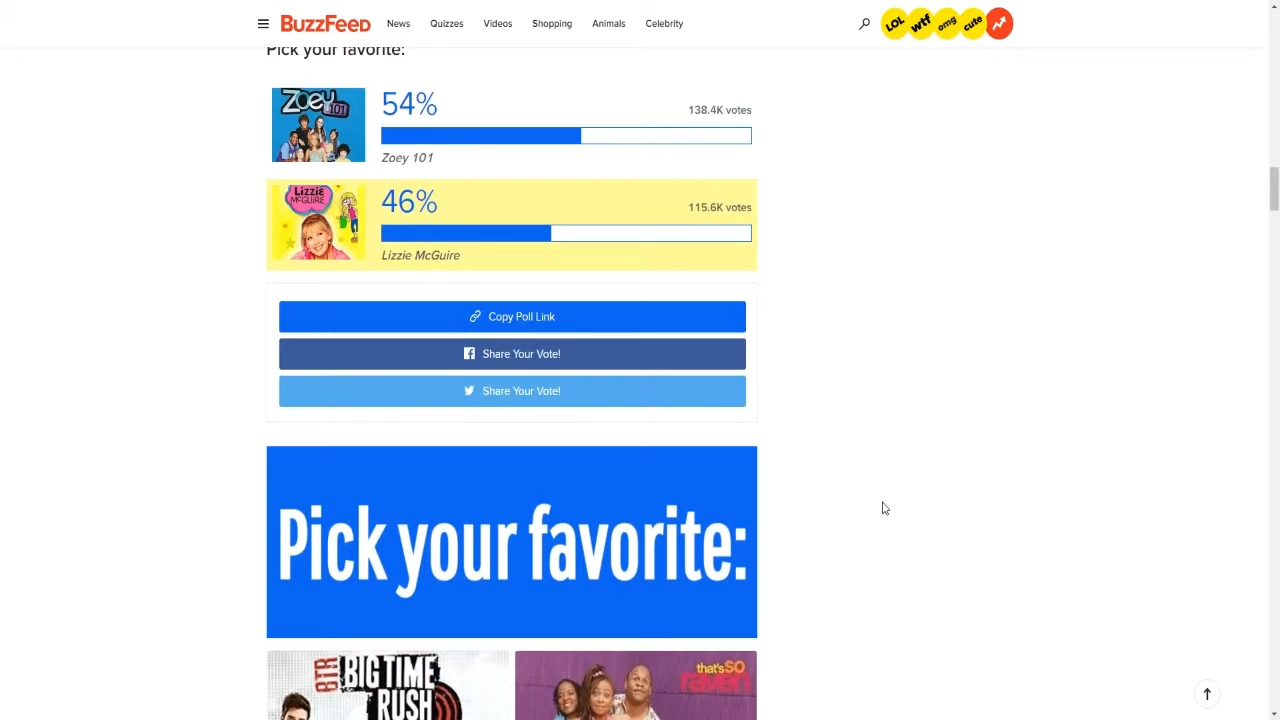 BuzzFeed News Quizzes Videos Shopping Animals Celebrity LOL wtf omg cute
Pick your favorite:
ZOEY 101
54%
138.4K votes
Zoey 101
LIZZIE McGUIRE
46%
115.6K votes
Lizzie McGuire
Copy Poll Link
Share Your Vote!
Share Your Vote!
Pick your favorite:
BTR BIG TIME RUSH
that's SO raven